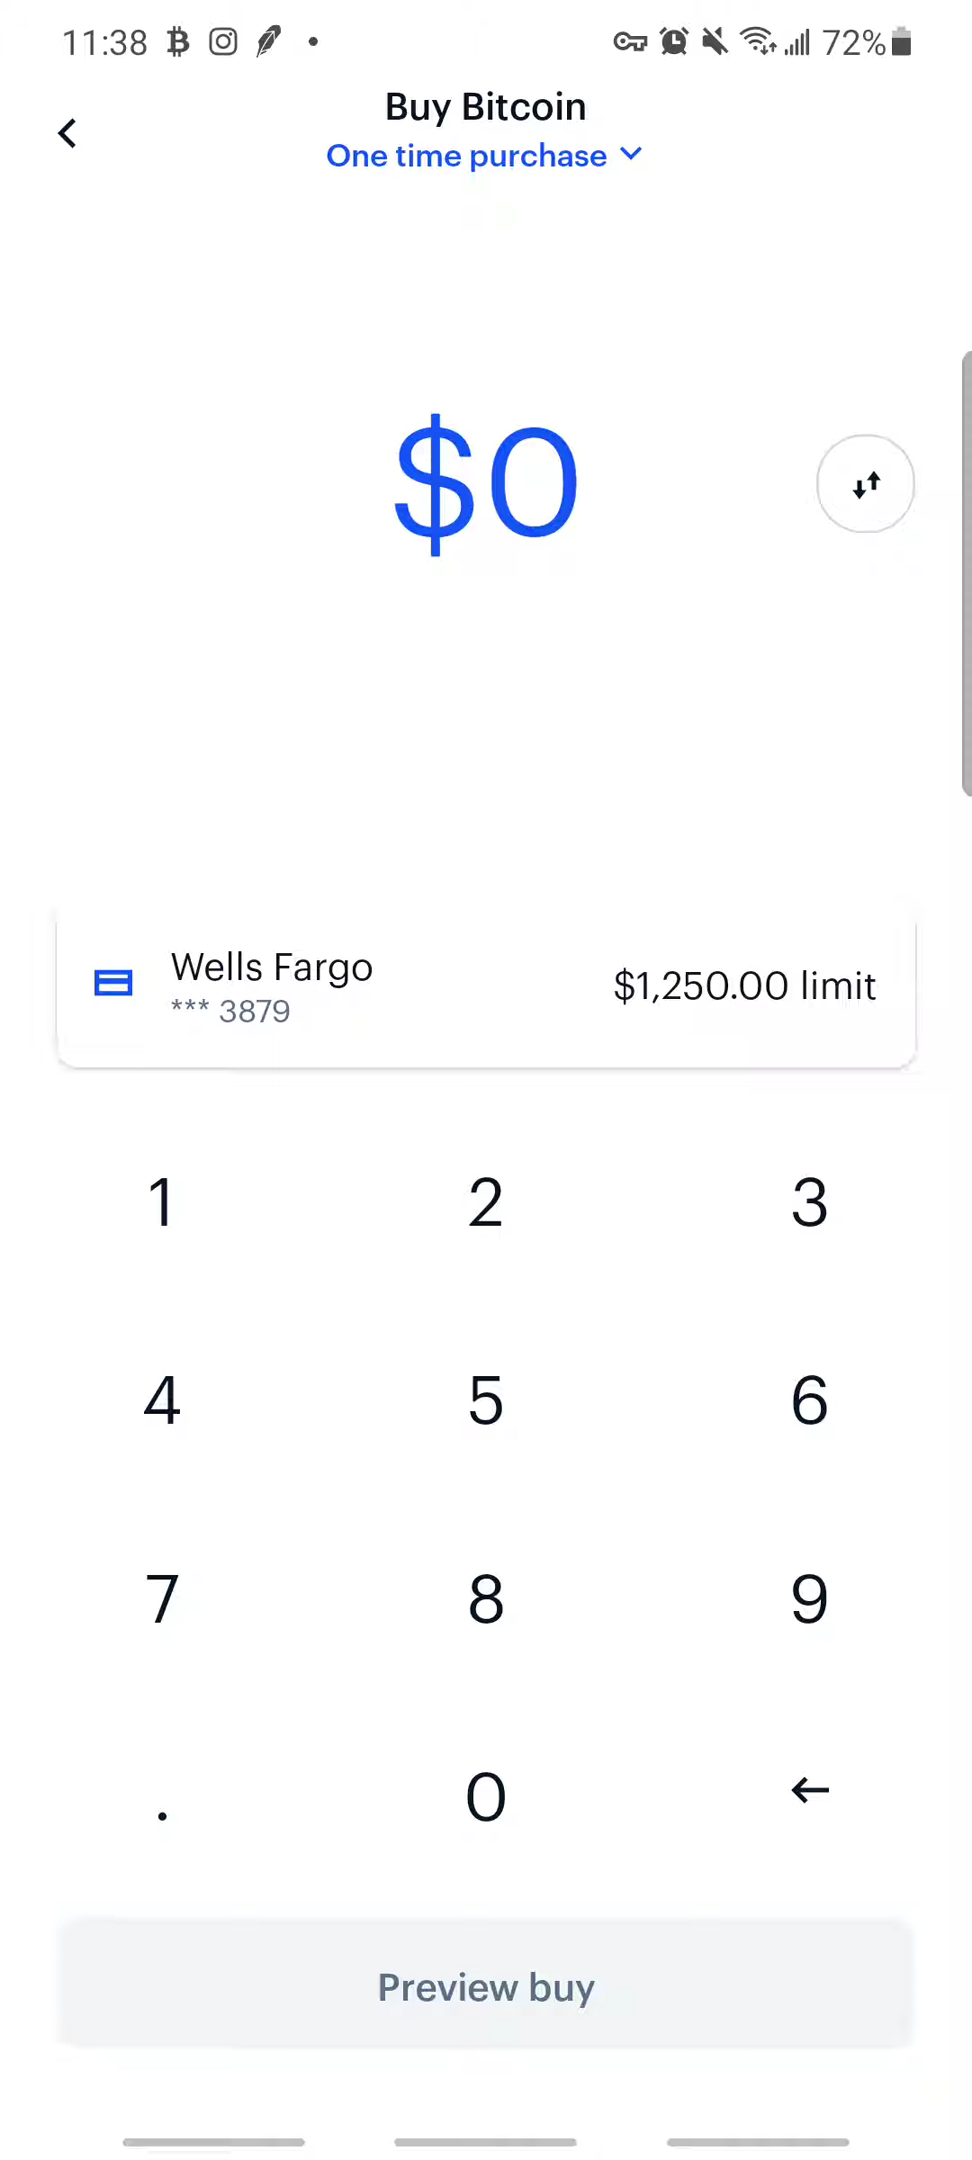 11:38
72%
Buy Bitcoin
One time purchase
$0
Wells Fargo
$1,250.00 limit
*** 3879
1 2 3
4 5 6
7 8 9
. 0
Preview buy